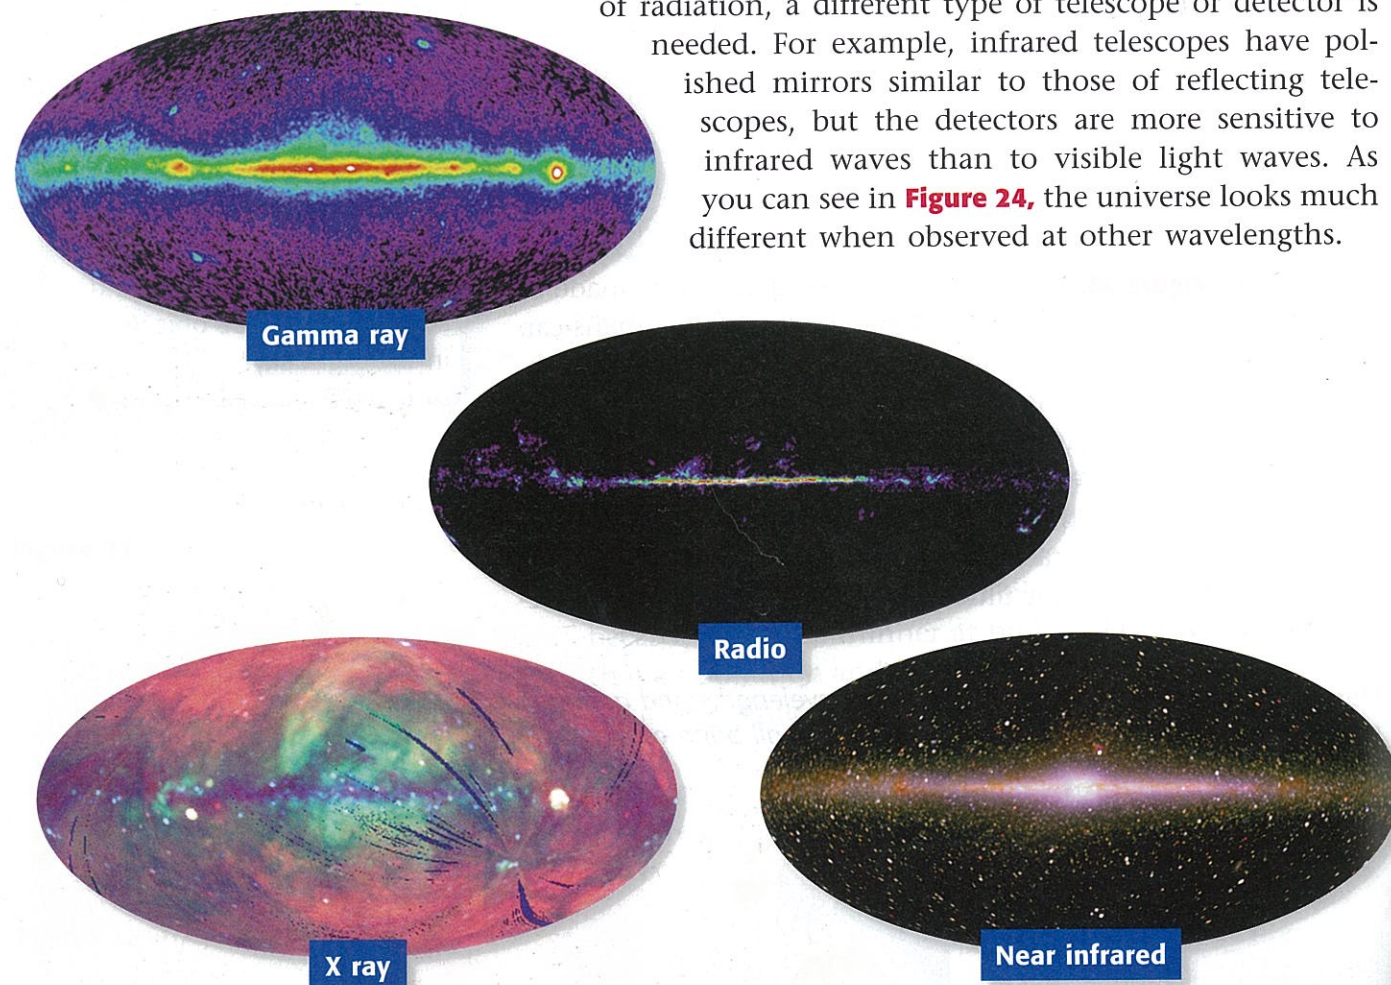 of radiation, a different type of telescope or detector is
needed. For example, infrared telescopes have pol-
ished mirrors similar to those of reflecting tele-
scopes, but the detectors are more sensitive to
infrared waves than to visible light waves. As
you can see in Figure 24, the universe looks much
different when observed at other wavelengths.
Gamma ray
Radio
X ray
Near infrared